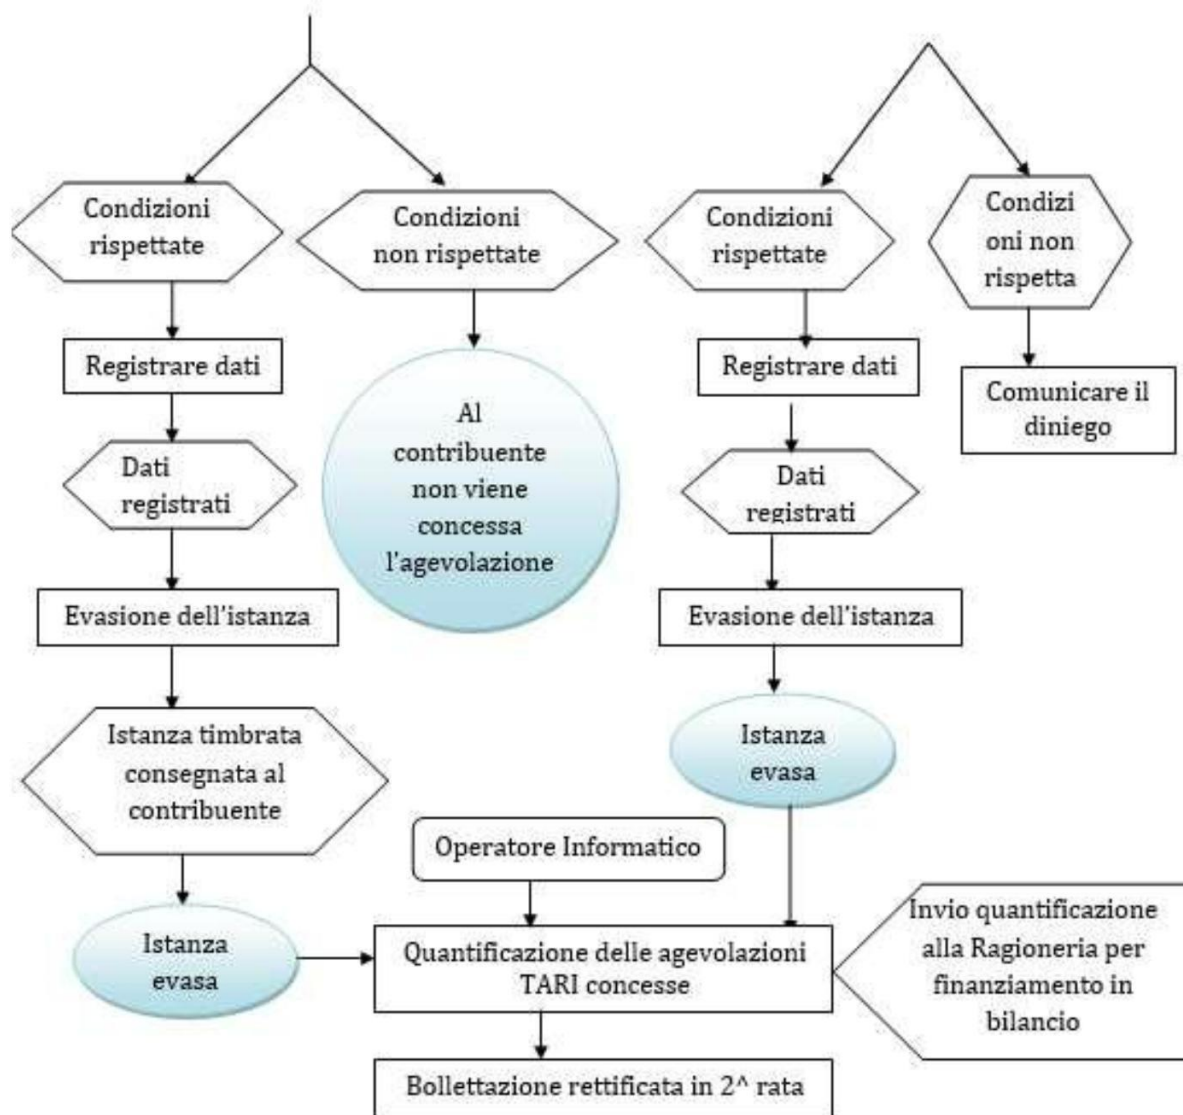 Condizioni
rispettate
Condizioni
non rispettate
Condizioni
rispettate
Condizi
oni non
rispetta
Registrare dati
Registrare dati
Comunicare il
diniego
Al
contribuente
non viene
concessa
l'agevolazione
Dati
registrati
Dati
registrati
Evasione dell'istanza
Evasione dell'istanza
Istanza timbrata
consegnata al
contribuente
Istanza
evasa
Operatore Informatico
Istanza
evasa
Quantificazione delle agevolazioni
TARI concesse
Invio quantificazione
alla Ragioneria per
finanziamento in
bilancio
Bollettazione rettificata in 2^ rata